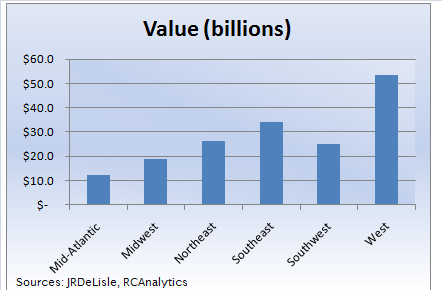 Value (billions)
$60.0
$50.0
$40.0
$30.0
$20.0
$10.0
$-
Mid-Atlantic
Midwest
Northeast
Southeast
Southwest
West
Sources: JRDeLisle, RCAnalytics